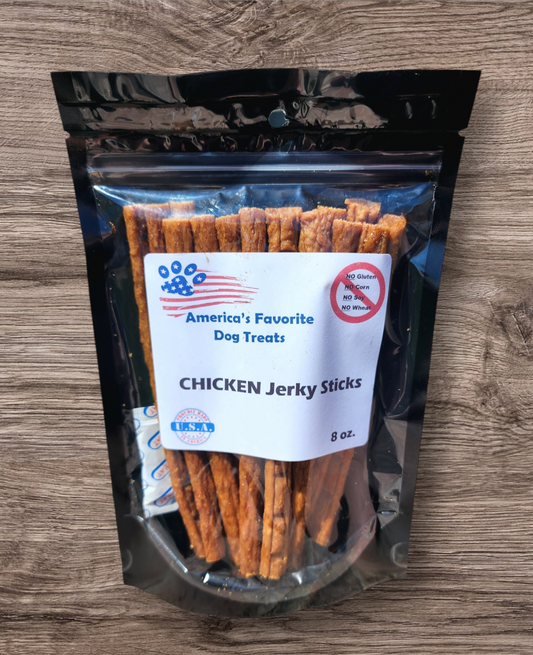 NO Gluten
NO Corn
NO Soy
NO Wheat
America's Favorite
Dog Treats
CHICKEN Jerky Sticks
U.S.A.
8 oz.